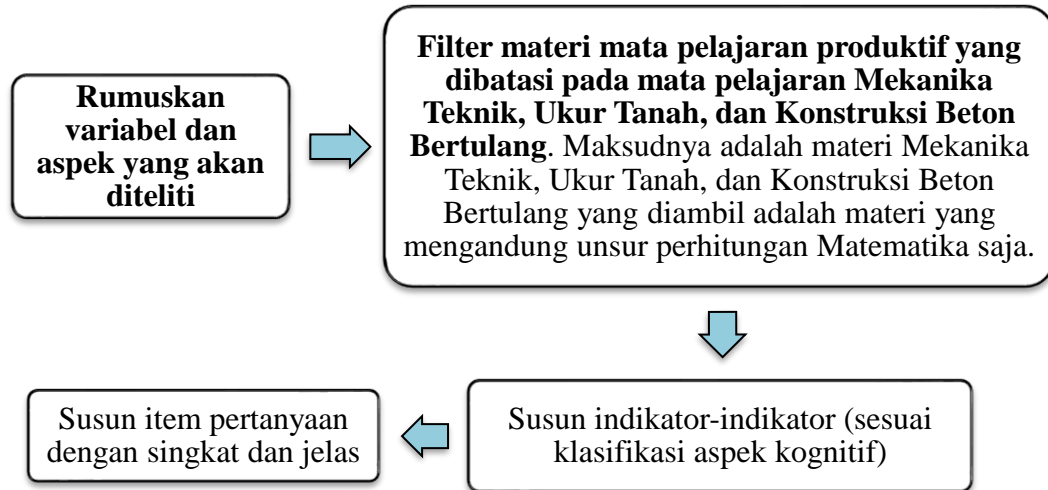 Rumuskan
variabel dan
aspek yang akan
diteliti
Filter materi mata pelajaran produktif yang
dibatasi pada mata pelajaran Mekanika
Teknik, Ukur Tanah, dan Konstruksi Beton
Bertulang. Maksudnya adalah materi Mekanika
Teknik, Ukur Tanah, dan Konstruksi Beton
Bertulang yang diambil adalah materi yang
mengandung unsur perhitungan Matematika saja.
Susun indikator-indikator (sesuai
klasifikasi aspek kognitif)
Susun item pertanyaan
dengan singkat dan jelas